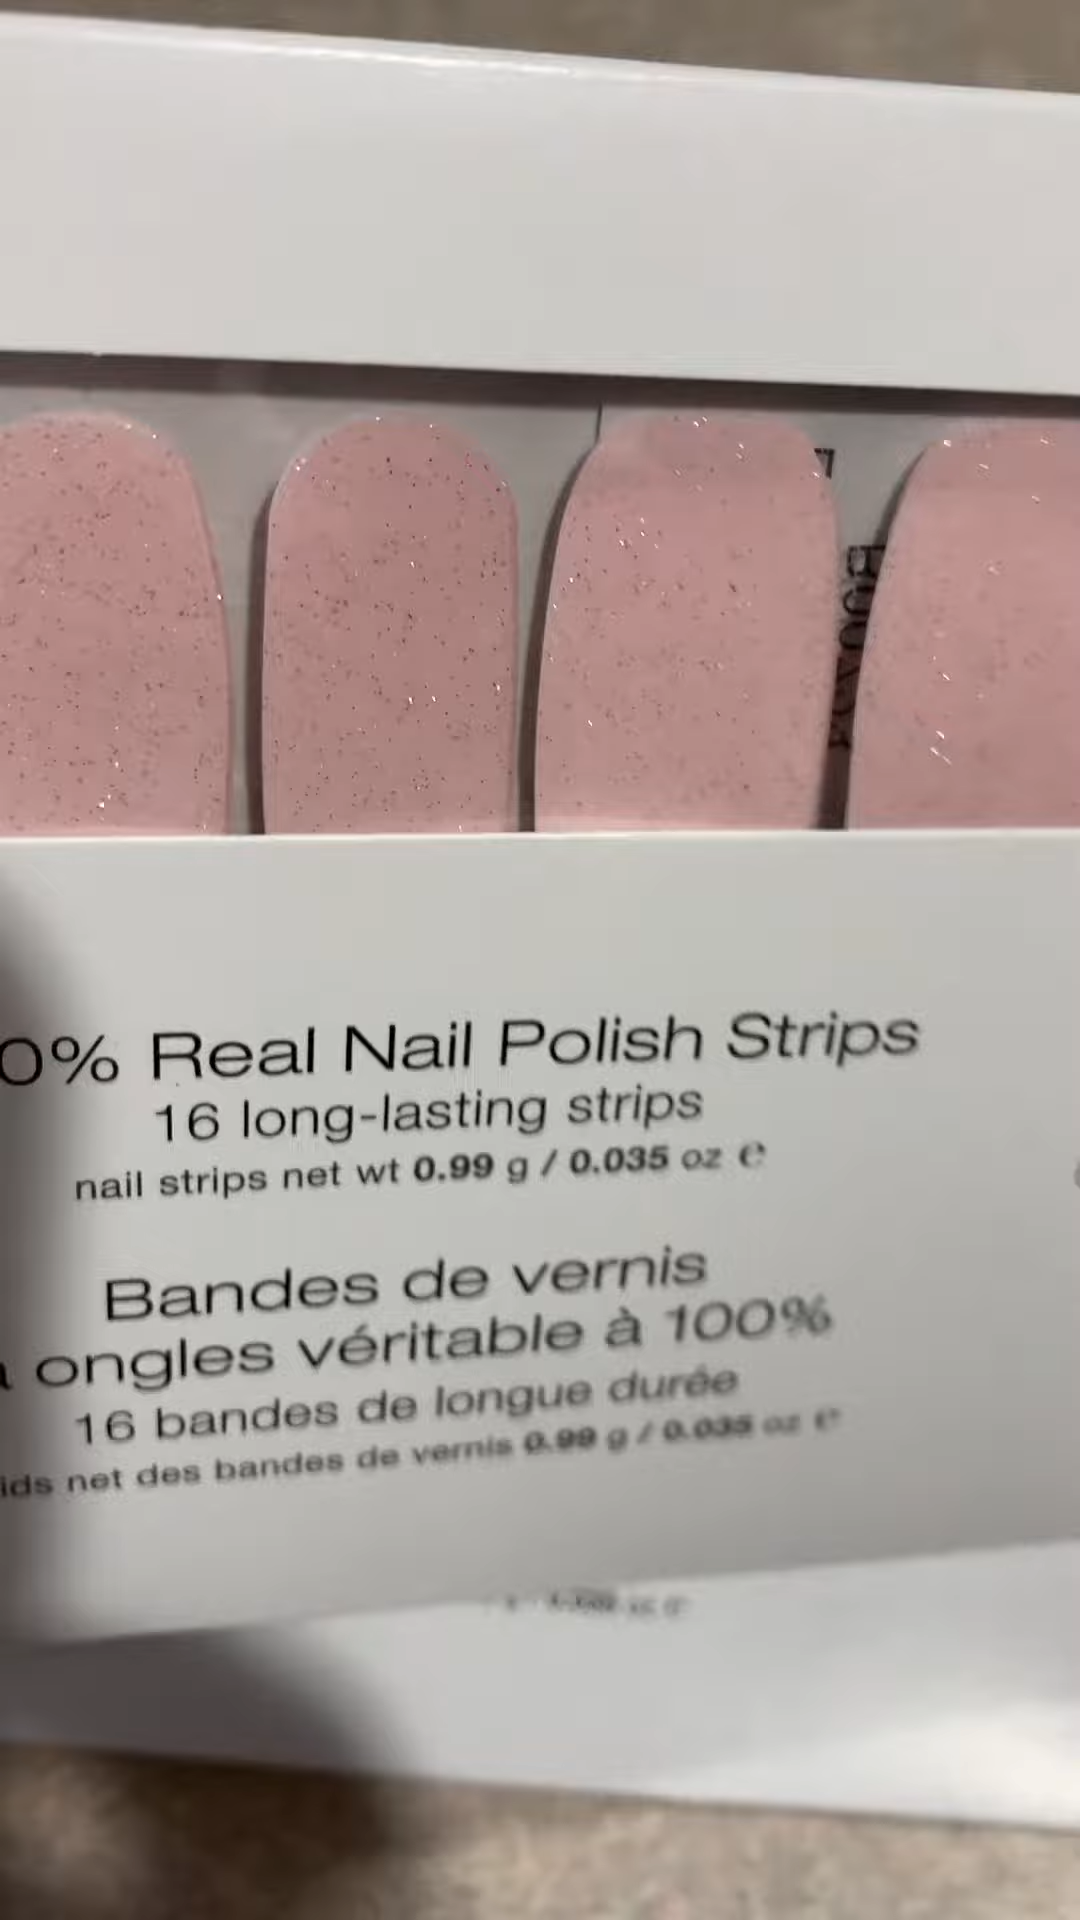 0% Real Nail Polish Strips
16 long-lasting strips
nail strips net wt 0.99 g / 0.035 oz ℮
Bandes de vernis
à ongles véritable à 100%
16 bandes de longue durée
ids net des bandes de vernis 0.99 g / 0.035 oz ℮